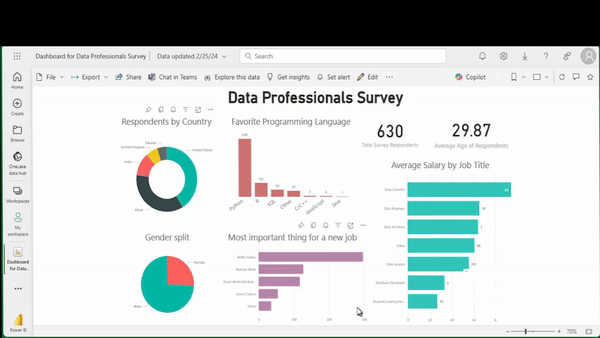 Dashboard for Data Professionals Survey
Data updated 2/25/24
Search
File
Export
Share
Chat in Teams
Explore this data
Get insights
Set alert
Edit
Copilot
Home
Create
Browse
OneLake data hub
Workspaces
My workspace
Dashboard for Data...
Power BI
Data Professionals Survey
Respondents by Country
Canada
United Kingdom
India
United States
Other
Favorite Programming Language
Python
R
SQL
Other
C/C++
JavaScript
Java
630
Total Survey Respondents
29.87
Average Age of Respondents
Average Salary by Job Title
Data Scientist
Data Engineer
Data Architect
Other
Data Analyst
Database Developer
Gender split
Female
Male
Most important thing for a new job
Better Salary
Remote Work
Good Work/Life Bala...
Good Culture
Other
0
100
200
300
70%